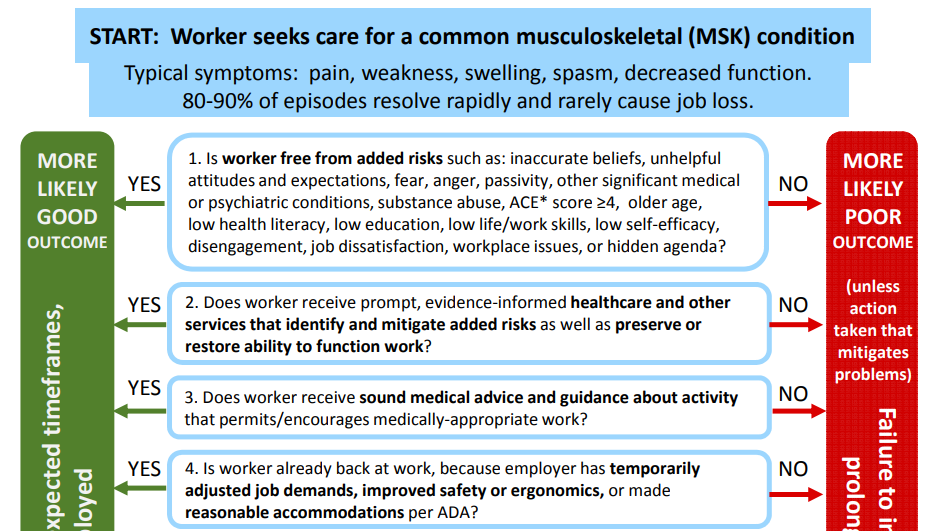 START: Worker seeks care for a common musculoskeletal (MSK) condition
Typical symptoms: pain, weakness, swelling, spasm, decreased function.
80-90% of episodes resolve rapidly and rarely cause job loss.
MORE
LIKELY
GOOD
OUTCOME
YES
1. Is worker free from added risks such as: inaccurate beliefs, unhelpful
attitudes and expectations, fear, anger, passivity, other significant medical
or psychiatric conditions, substance abuse, ACE* score ≥4, older age,
low health literacy, low education, low life/work skills, low self-efficacy,
disengagement, job dissatisfaction, workplace issues, or hidden agenda?
NO
MORE
LIKELY
POOR
OUTCOME
(unless
action
taken that
mitigates
problems)
YES
2. Does worker receive prompt, evidence-informed healthcare and other
services that identify and mitigate added risks as well as preserve or
restore ability to function work?
NO
YES
3. Does worker receive sound medical advice and guidance about activity
that permits/encourages medically-appropriate work?
NO
YES
4. Is worker already back at work, because employer has temporarily
adjusted job demands, improved safety or ergonomics, or made
reasonable accommodations per ADA?
NO
timeframes,
Failure to